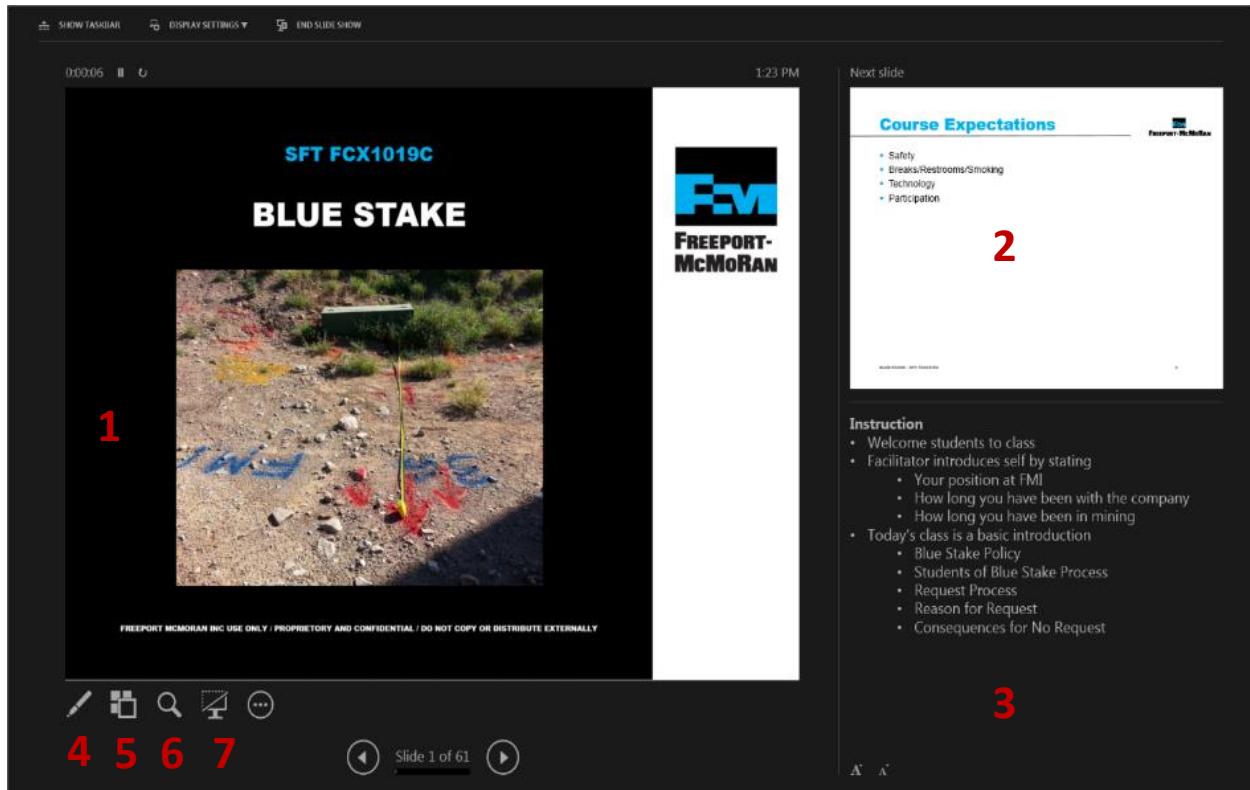 SHOW TASKBAR
DISPLAY SETTINGS ▼
END SLIDE SHOW
0:00:06
1:23 PM
SFT FCX1019C
BLUE STAKE
FREEPORT-
MCMORAN
FREEPORT MCMORAN INC USE ONLY / PROPRIETORY AND CONFIDENTIAL / DO NOT COPY OR DISTRIBUTE EXTERNALLY
1
4
5
6
7
Slide 1 of 61
Next slide
Course Expectations
FREEPORT-MCMORAN
• Safety
• Breaks/Restrooms/Smoking
• Technology
• Participation
2
Instruction
• Welcome students to class
• Facilitator introduces self by stating
• Your position at FMI
• How long you have been with the company
• How long you have been in mining
• Today's class is a basic introduction
• Blue Stake Policy
• Students of Blue Stake Process
• Request Process
• Reason for Request
• Consequences for No Request
3
A A